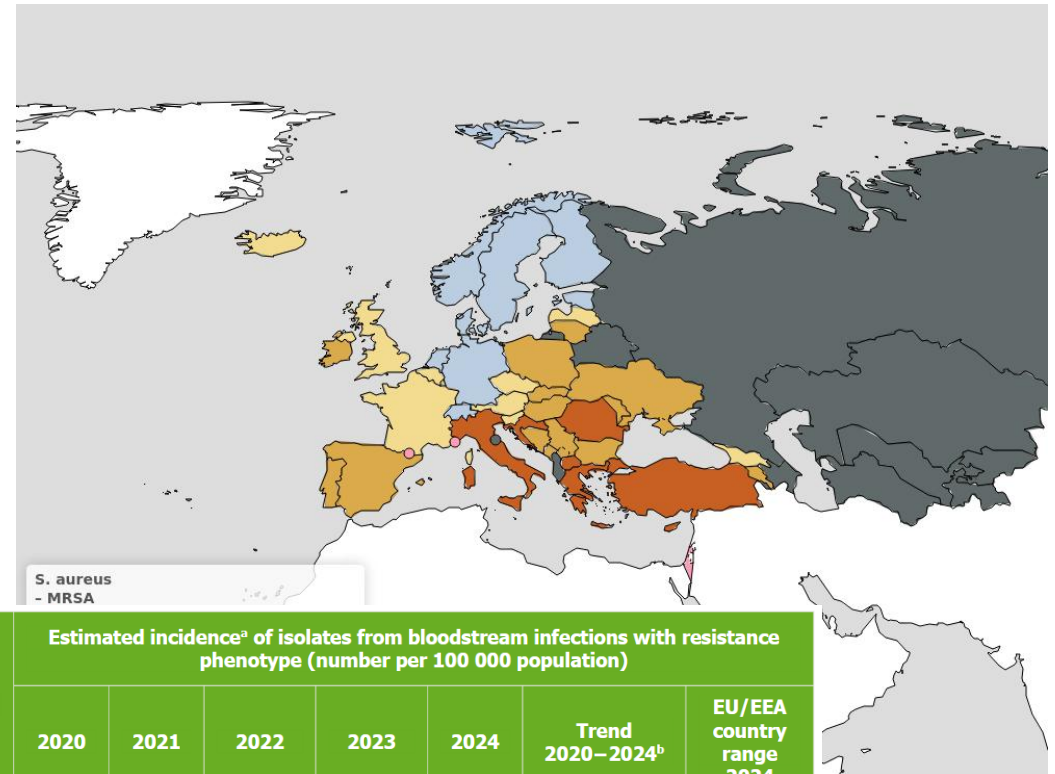 S. aureus
– MRSA
Estimated incidenceᵃ of isolates from bloodstream infections with resistance
phenotype (number per 100 000 population)
2020
2021
2022
2023
2024
Trend
2020−2024ᵇ
EU/EEA
country
range
2024